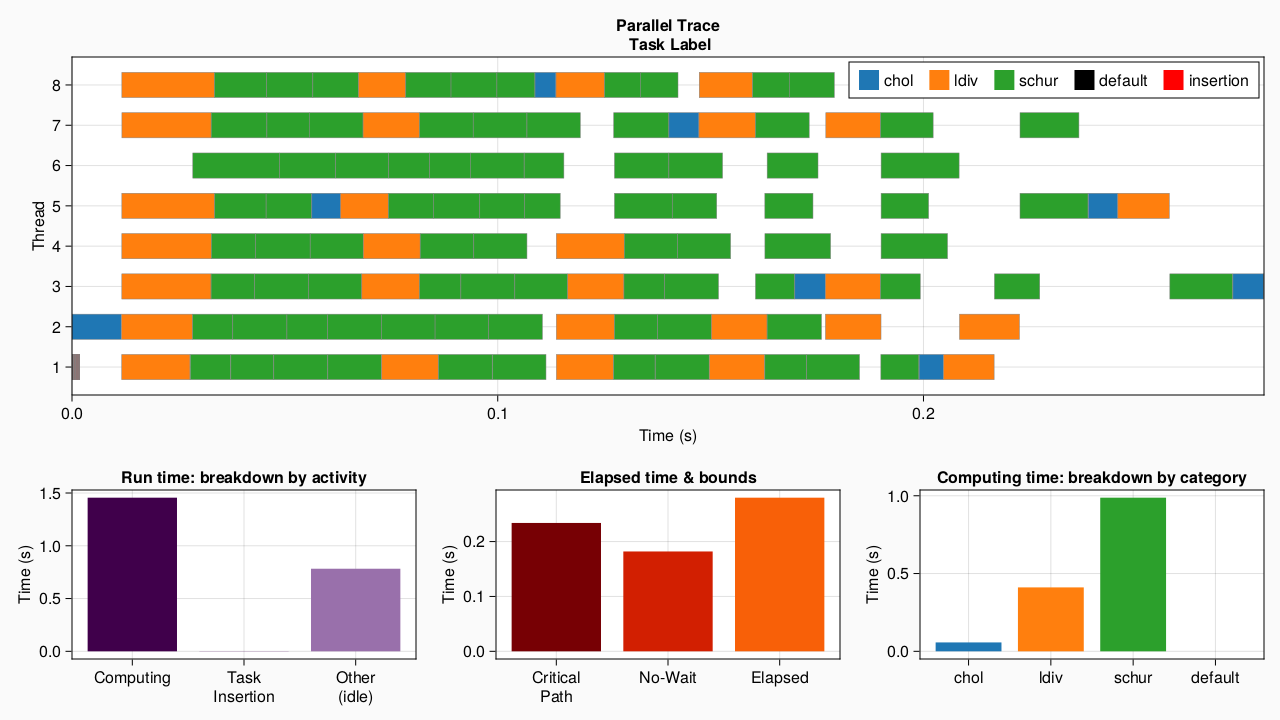 Parallel Trace
Task Label
chol ldiv schur default insertion
8
7
6
5
4
3
2
1
Thread
0.0 0.1 0.2
Time (s)
Run time: breakdown by activity
1.5
1.0
0.5
0.0
Time (s)
Computing Task Insertion Other (idle)
Elapsed time & bounds
0.2
0.1
0.0
Time (s)
Critical Path No-Wait Elapsed
Computing time: breakdown by category
1.0
0.5
0.0
Time (s)
chol ldiv schur default